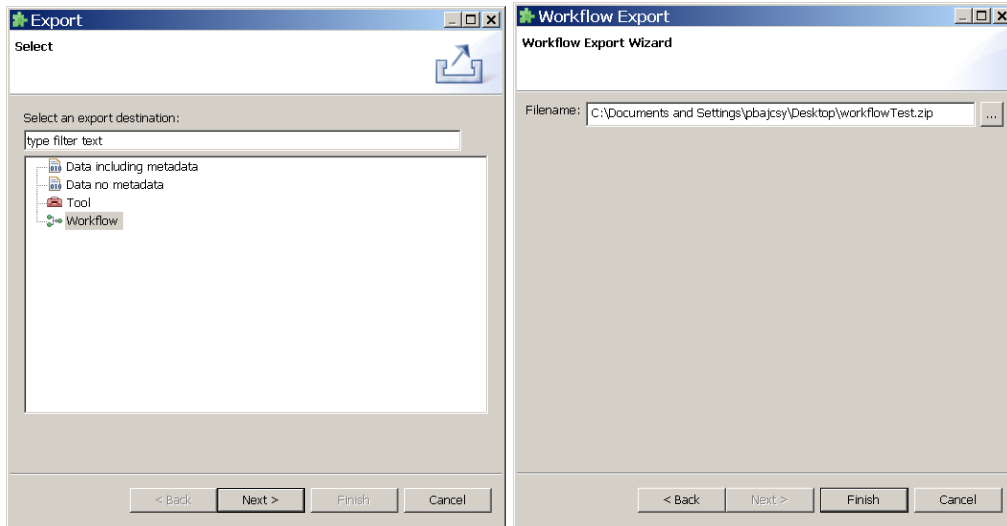 Export
Select
Select an export destination:
type filter text
Data including metadata
Data no metadata
Tool
Workflow
< Back Next > Finish Cancel
Workflow Export
Workflow Export Wizard
Filename: C:\Documents and Settings\pbajcsy\Desktop\workflowTest.zip ...
< Back Next > Finish Cancel